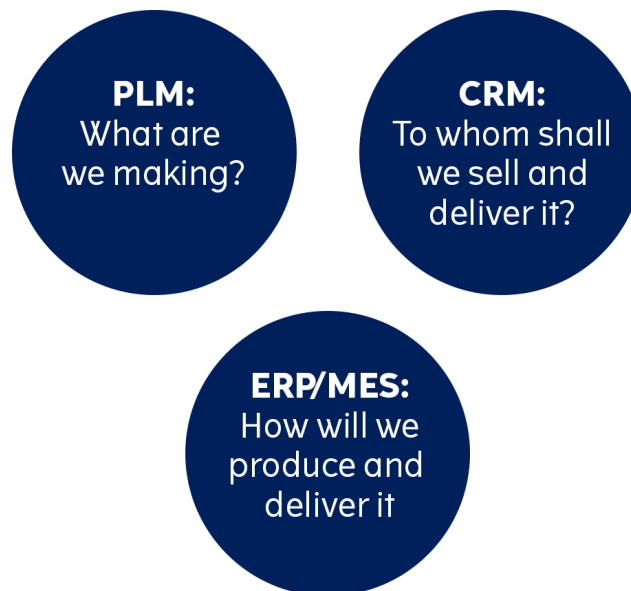 PLM:
What are
we making?
CRM:
To whom shall
we sell and
deliver it?
ERP/MES:
How will we
produce and
deliver it